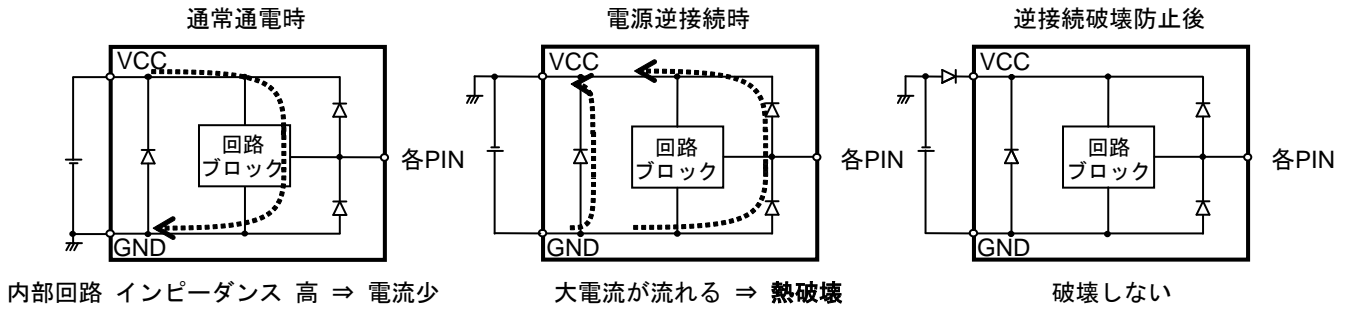 通常通電時
VCC
回路
ブロック
各PIN
GND
内部回路 インピーダンス 高 ⇒ 電流少
電源逆接続時
VCC
回路
ブロック
各PIN
GND
大電流が流れる ⇒ 熱破壊
逆接続破壊防止後
VCC
回路
ブロック
各PIN
GND
破壊しない